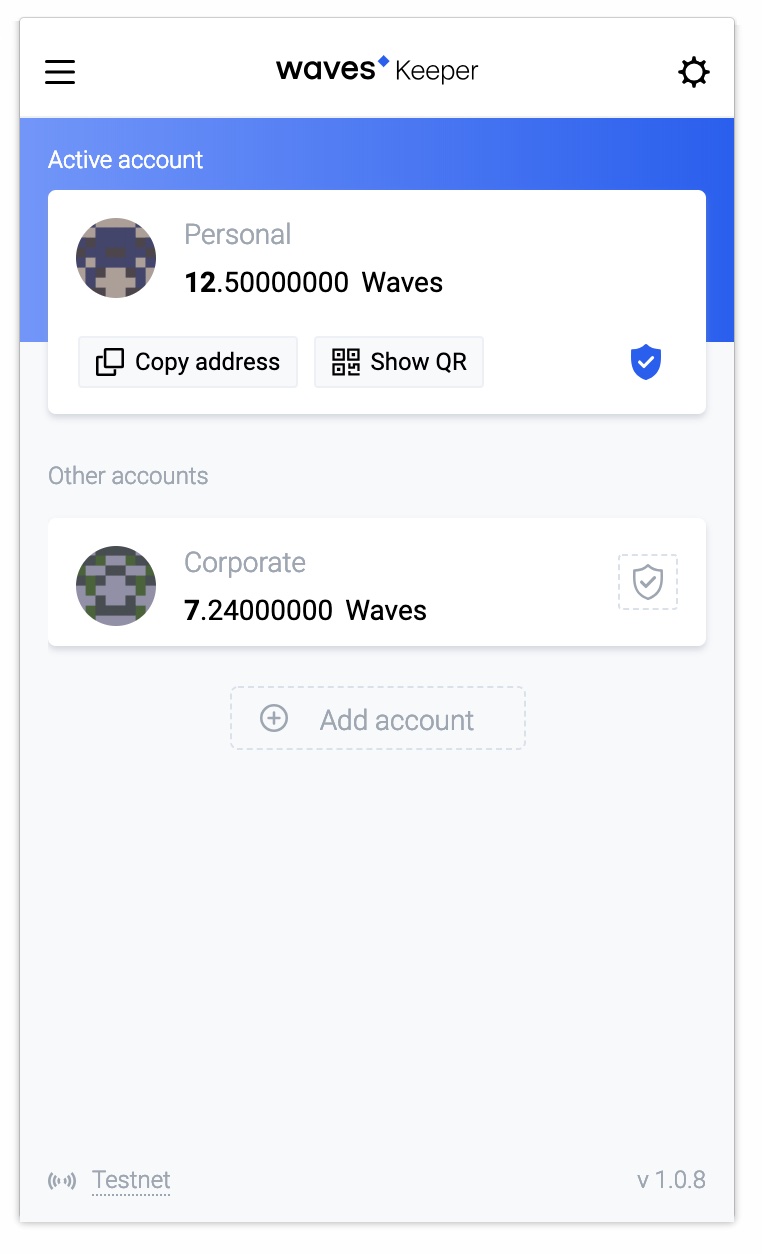 waves Keeper
Active account
Personal
12.50000000 Waves
Copy address
Show QR
Other accounts
Corporate
7.24000000 Waves
Add account
Testnet
v 1.0.8